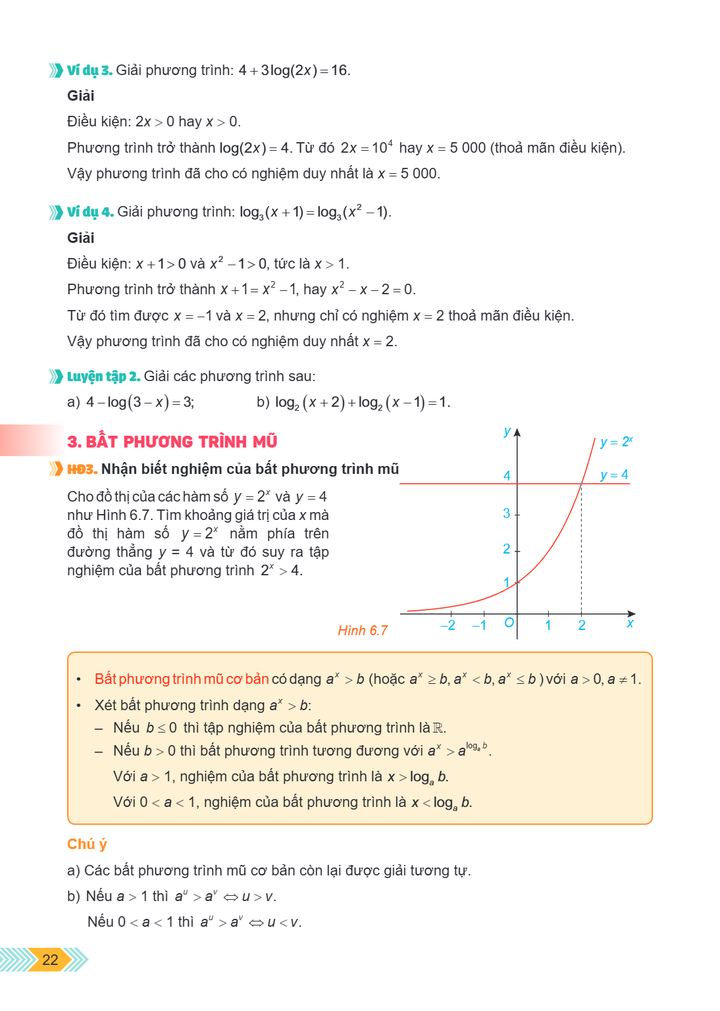 Ví dụ 3. Giải phương trình: 4 + 3log(2x) = 16.
Giải
Điều kiện: 2x > 0 hay x > 0.
Phương trình trở thành log(2x) = 4. Từ đó 2x = 10⁴ hay x = 5 000 (thoả mãn điều kiện).
Vậy phương trình đã cho có nghiệm duy nhất là x = 5 000.
Ví dụ 4. Giải phương trình: log₃(x + 1) = log₃(x² − 1).
Giải
Điều kiện: x + 1 > 0 và x² − 1 > 0, tức là x > 1.
Phương trình trở thành x + 1 = x² − 1, hay x² − x − 2 = 0.
Từ đó tìm được x = −1 và x = 2, nhưng chỉ có nghiệm x = 2 thoả mãn điều kiện.
Vậy phương trình đã cho có nghiệm duy nhất x = 2.
Luyện tập 2. Giải các phương trình sau:
a) 4 − log(3 − x) = 3; b) log₂(x + 2) + log₂(x − 1) = 1.
3. BẤT PHƯƠNG TRÌNH MŨ
HĐ3. Nhận biết nghiệm của bất phương trình mũ
Cho đồ thị của các hàm số y = 2ˣ và y = 4
như Hình 6.7. Tìm khoảng giá trị của x mà
đồ thị hàm số y = 2ˣ nằm phía trên
đường thẳng y = 4 và từ đó suy ra tập
nghiệm của bất phương trình 2ˣ > 4.
y
y = 2ˣ
4
y = 4
3
2
1
−2 −1 O 1 2 x
Hình 6.7
• Bất phương trình mũ cơ bản có dạng aˣ > b (hoặc aˣ ≥ b, aˣ < b, aˣ ≤ b) với a > 0, a ≠ 1.
• Xét bất phương trình dạng aˣ > b:
– Nếu b ≤ 0 thì tập nghiệm của bất phương trình là ℝ.
– Nếu b > 0 thì bất phương trình tương đương với aˣ > a^(logₐ b).
Với a > 1, nghiệm của bất phương trình là x > logₐ b.
Với 0 < a < 1, nghiệm của bất phương trình là x < logₐ b.
Chú ý
a) Các bất phương trình mũ cơ bản còn lại được giải tương tự.
b) Nếu a > 1 thì aᵘ > aᵛ ⇔ u > v.
Nếu 0 < a < 1 thì aᵘ > aᵛ ⇔ u < v.
22